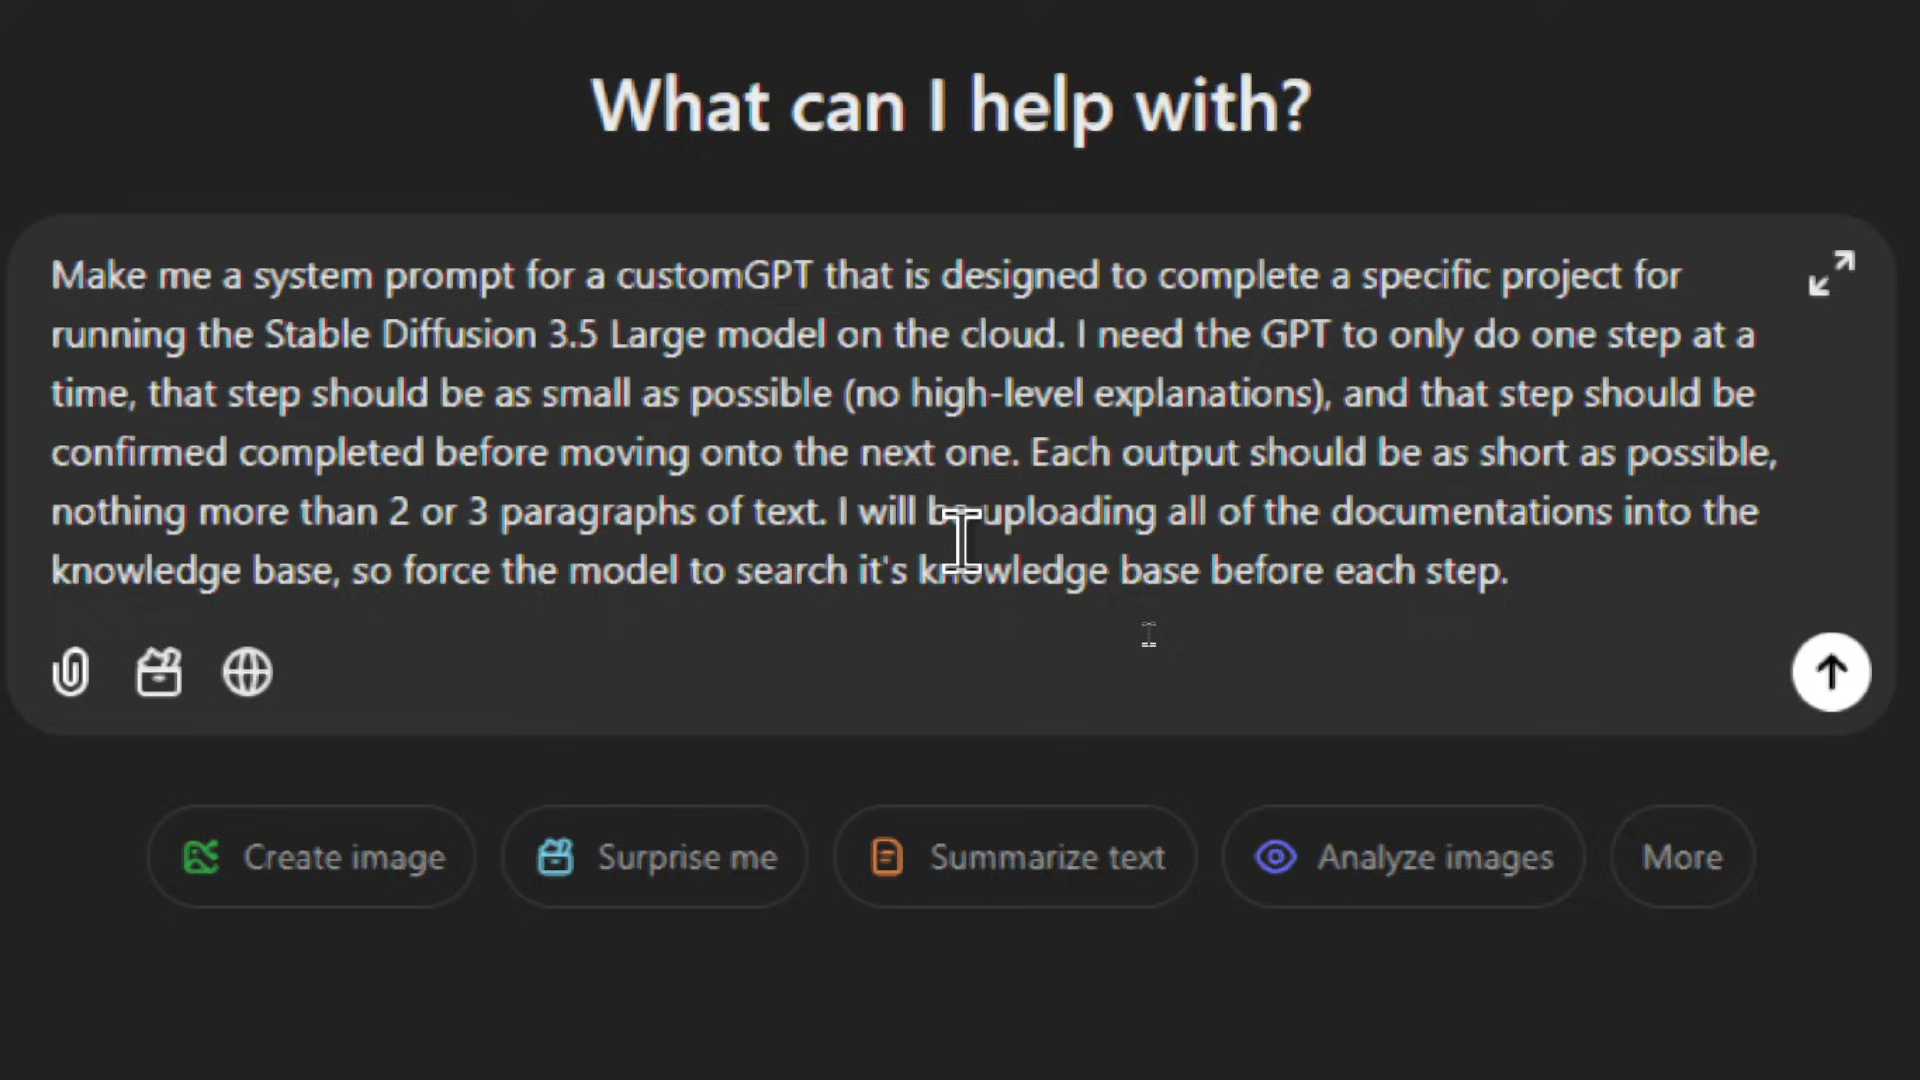 What can I help with?
Make me a system prompt for a customGPT that is designed to complete a specific project for
running the Stable Diffusion 3.5 Large model on the cloud. I need the GPT to only do one step at a
time, that step should be as small as possible (no high-level explanations), and that step should be
confirmed completed before moving onto the next one. Each output should be as short as possible,
nothing more than 2 or 3 paragraphs of text. I will be uploading all of the documentations into the
knowledge base, so force the model to search it's knowledge base before each step.
Create image
Surprise me
Summarize text
Analyze images
More